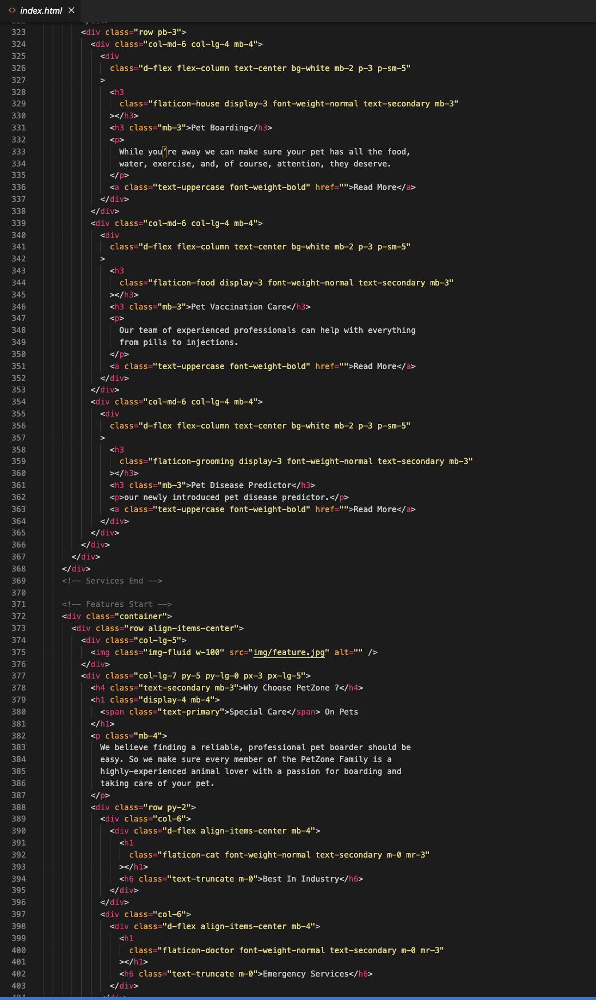 <> index.html ×
323 <div class="row pb-3">
324 <div class="col-md-6 col-lg-4 mb-4">
325 <div
326 class="d-flex flex-column text-center bg-white mb-2 p-3 p-sm-5"
327 >
328 <h3
329 class="flaticon-house display-3 font-weight-normal text-secondary mb-3"
330 ></h3>
331 <h3 class="mb-3">Pet Boarding</h3>
332 <p>
333 While you’re away we can make sure your pet has all the food,
334 water, exercise, and, of course, attention, they deserve.
335 </p>
336 <a class="text-uppercase font-weight-bold" href="">Read More</a>
337 </div>
338 </div>
339 <div class="col-md-6 col-lg-4 mb-4">
340 <div
341 class="d-flex flex-column text-center bg-white mb-2 p-3 p-sm-5"
342 >
343 <h3
344 class="flaticon-food display-3 font-weight-normal text-secondary mb-3"
345 ></h3>
346 <h3 class="mb-3">Pet Vaccination Care</h3>
347 <p>
348 Our team of experienced professionals can help with everything
349 from pills to injections.
350 </p>
351 <a class="text-uppercase font-weight-bold" href="">Read More</a>
352 </div>
353 </div>
354 <div class="col-md-6 col-lg-4 mb-4">
355 <div
356 class="d-flex flex-column text-center bg-white mb-2 p-3 p-sm-5"
357 >
358 <h3
359 class="flaticon-grooming display-3 font-weight-normal text-secondary mb-3"
360 ></h3>
361 <h3 class="mb-3">Pet Disease Predictor</h3>
362 <p>our newly introduced pet disease predictor.</p>
363 <a class="text-uppercase font-weight-bold" href="">Read More</a>
364 </div>
365 </div>
366 </div>
367 </div>
368 </div>
369 <!-- Services End -->
370
371 <!-- Features Start -->
372 <div class="container">
373 <div class="row align-items-center">
374 <div class="col-lg-5">
375 <img class="img-fluid w-100" src="img/feature.jpg" alt="" />
376 </div>
377 <div class="col-lg-7 py-5 py-lg-0 px-3 px-lg-5">
378 <h4 class="text-secondary mb-3">Why Choose PetZone ?</h4>
379 <h1 class="display-4 mb-4">
380 <span class="text-primary">Special Care</span> On Pets
381 </h1>
382 <p class="mb-4">
383 We believe finding a reliable, professional pet boarder should be
384 easy. So we make sure every member of the PetZone Family is a
385 highly-experienced animal lover with a passion for boarding and
386 taking care of your pet.
387 </p>
388 <div class="row py-2">
389 <div class="col-6">
390 <div class="d-flex align-items-center mb-4">
391 <h1
392 class="flaticon-cat font-weight-normal text-secondary m-0 mr-3"
393 ></h1>
394 <h6 class="text-truncate m-0">Best In Industry</h6>
395 </div>
396 </div>
397 <div class="col-6">
398 <div class="d-flex align-items-center mb-4">
399 <h1
400 class="flaticon-doctor font-weight-normal text-secondary m-0 mr-3"
401 ></h1>
402 <h6 class="text-truncate m-0">Emergency Services</h6>
403 </div>